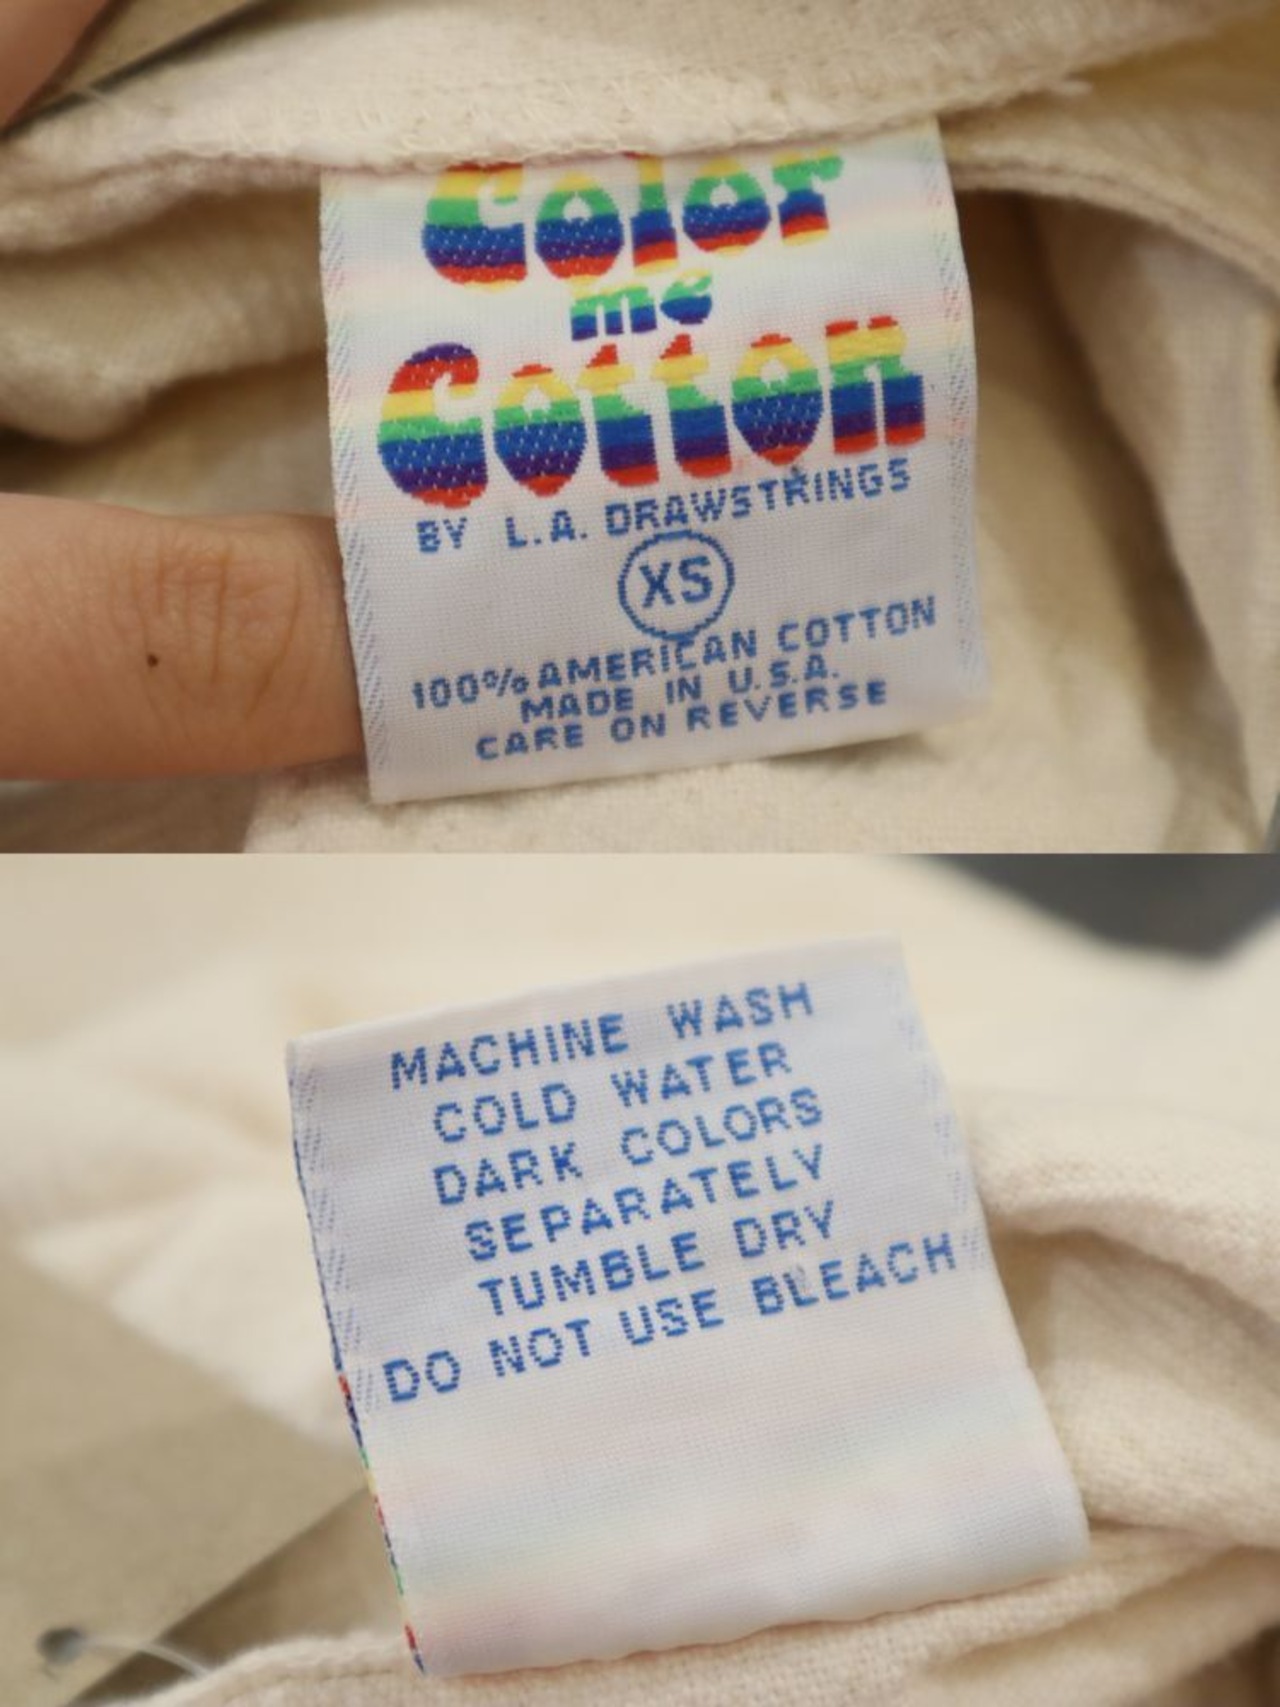 Color
me
Cotton
BY L.A. DRAWSTRINGS
XS
100% AMERICAN COTTON
MADE IN U.S.A.
CARE ON REVERSE
MACHINE WASH
COLD WATER
DARK COLORS
SEPARATELY
TUMBLE DRY
DO NOT USE BLEACH